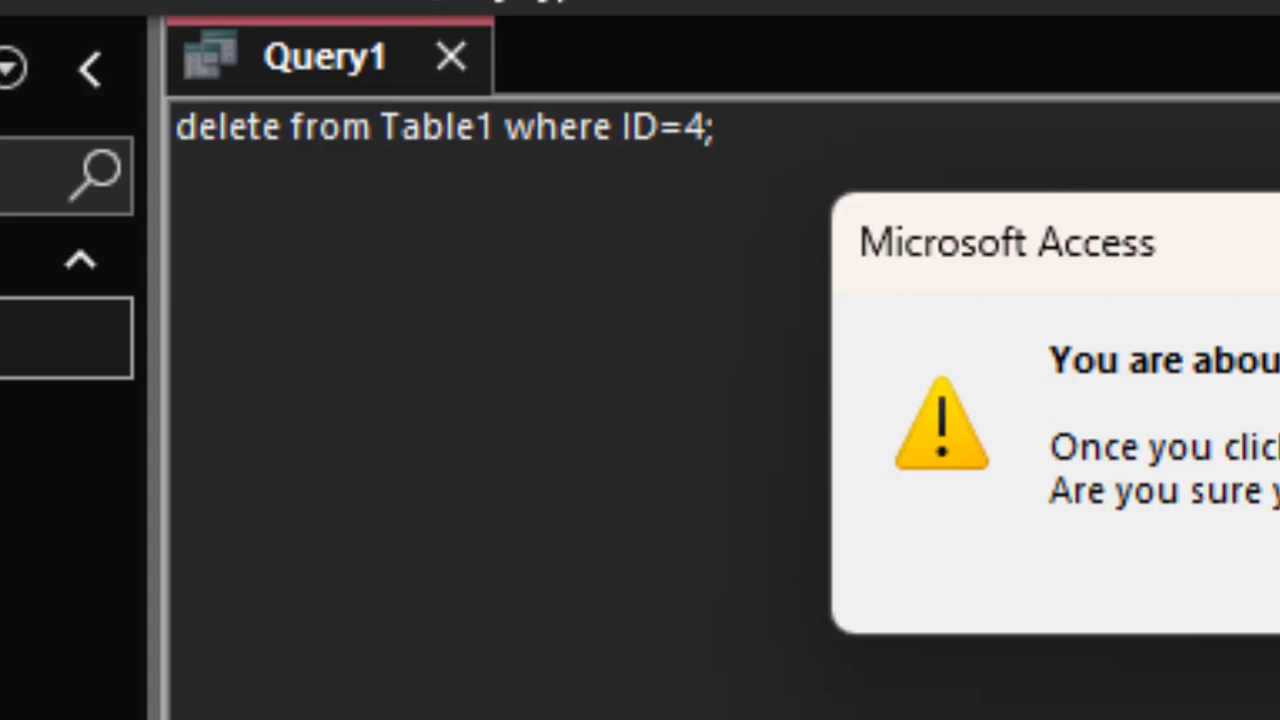 Query1
delete from Table1 where ID=4;
Microsoft Access
You are abou
Once you clic
Are you sure